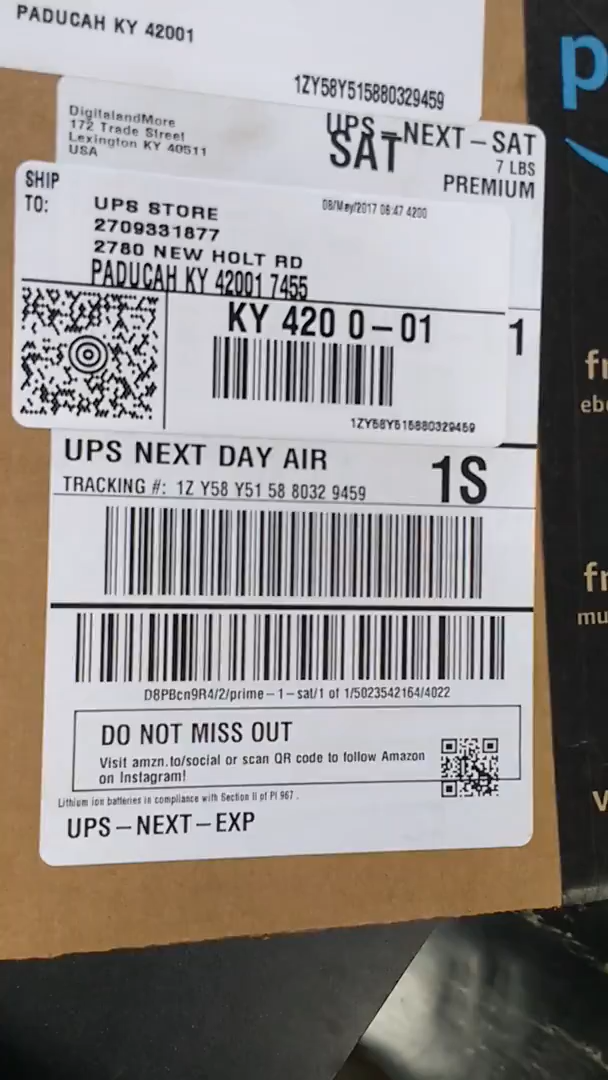 PADUCAH KY 42001
1ZY58Y515880329459
DigitalandMore
172 Trade Street
Lexington KY 40511
USA
UPS-NEXT-SAT
SAT
7 LBS
PREMIUM
SHIP
TO:
UPS STORE
2709331877
2780 NEW HOLT RD
PADUCAH KY 42001 7455
08/May/2017 06:47 4200
KY 420 0-01
1
1ZY58Y515880329459
UPS NEXT DAY AIR
1S
TRACKING #: 1Z Y58 Y51 58 8032 9459
D8PBcn9R4/2/prime-1-sat/1 of 1/5023542164/4022
DO NOT MISS OUT
Visit amzn.to/social or scan QR code to follow Amazon
on Instagram!
Lithium ion batteries in compliance with Section II of PI 967 .
UPS-NEXT-EXP